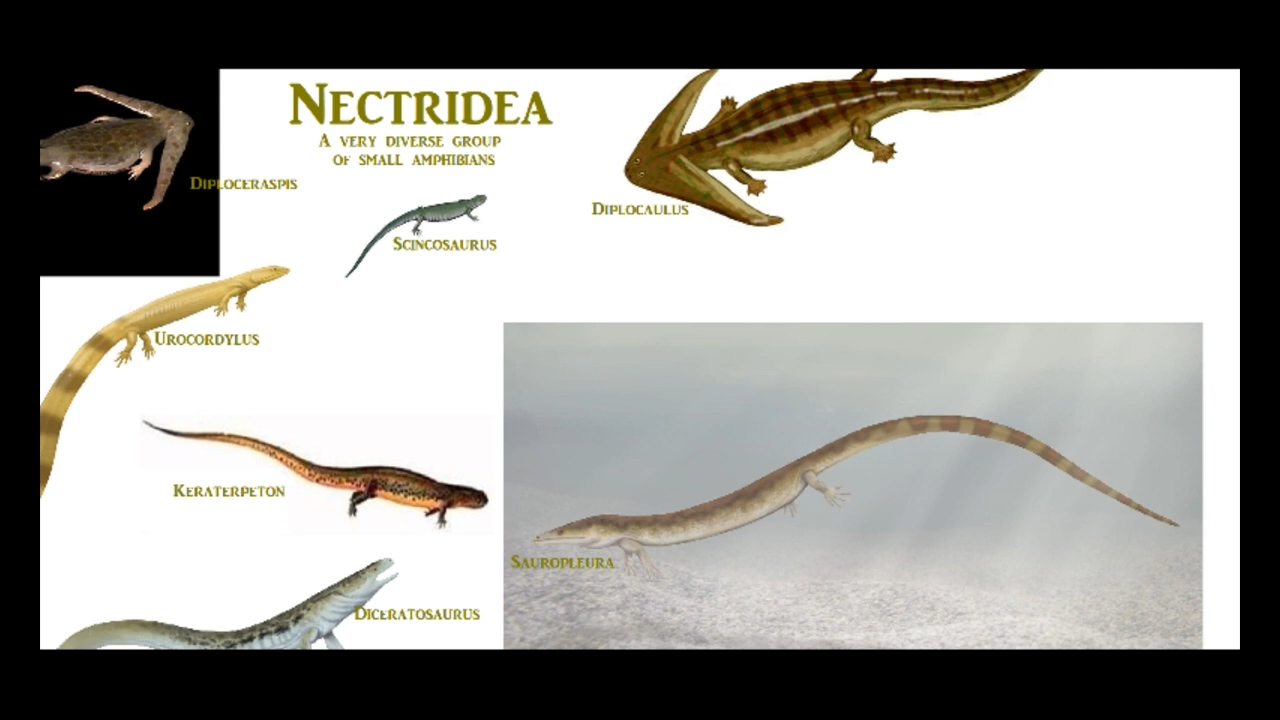 NECTRIDEA
A VERY DIVERSE GROUP
OF SMALL AMPHIBIANS
DIPLOCERASPIS
DIPLOCAULUS
SCINCOSAURUS
UROCORDYLUS
KERATERPETON
SAUROPLEURA
DICERATOSAURUS